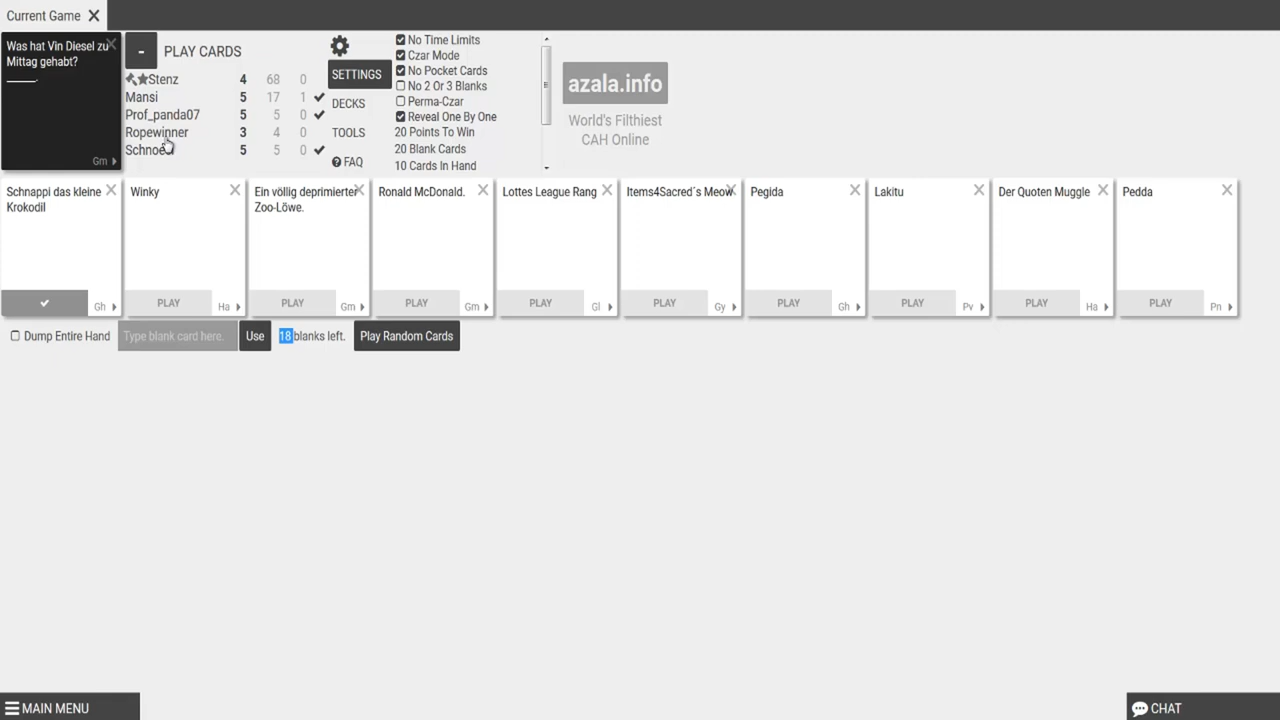 Current Game
Was hat Vin Diesel zu
Mittag gehabt?
_____.
Gm
-
PLAY CARDS
Stenz 4 68 0
Mansi 5 17 1
Prof_panda07 5 5 0
Ropewinner 3 4 0
5 5 0
SETTINGS
DECKS
TOOLS
FAQ
No Time Limits
Czar Mode
No Pocket Cards
No 2 Or 3 Blanks
Perma-Czar
Reveal One By One
20 Points To Win
20 Blank Cards
10 Cards In Hand
azala.info
World's Filthiest
CAH Online
Schnappi das kleine
Krokodil
Gh
Winky
PLAY
Ha
Ein völlig deprimierter
Zoo-Löwe.
PLAY
Gm
Ronald McDonald.
PLAY
Gm
Lottes League Rang
PLAY
Gl
Items4Sacred´s Meow
PLAY
Gy
Pegida
PLAY
Gh
Lakitu
PLAY
Pv
Der Quoten Muggle
PLAY
Ha
Pedda
PLAY
Pn
Dump Entire Hand
Type blank card here.
Use
18 blanks left.
Play Random Cards
MAIN MENU
CHAT